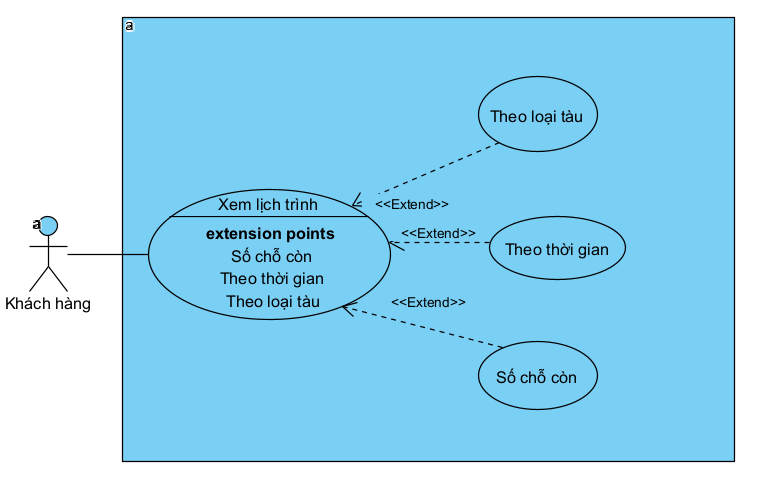 a
Theo loại tàu
Xem lịch trình
<<Extend>>
a
extension points
<<Extend>>
Số chỗ còn
Theo thời gian
Theo thời gian
Theo loại tàu
<<Extend>>
Khách hàng
Số chỗ còn